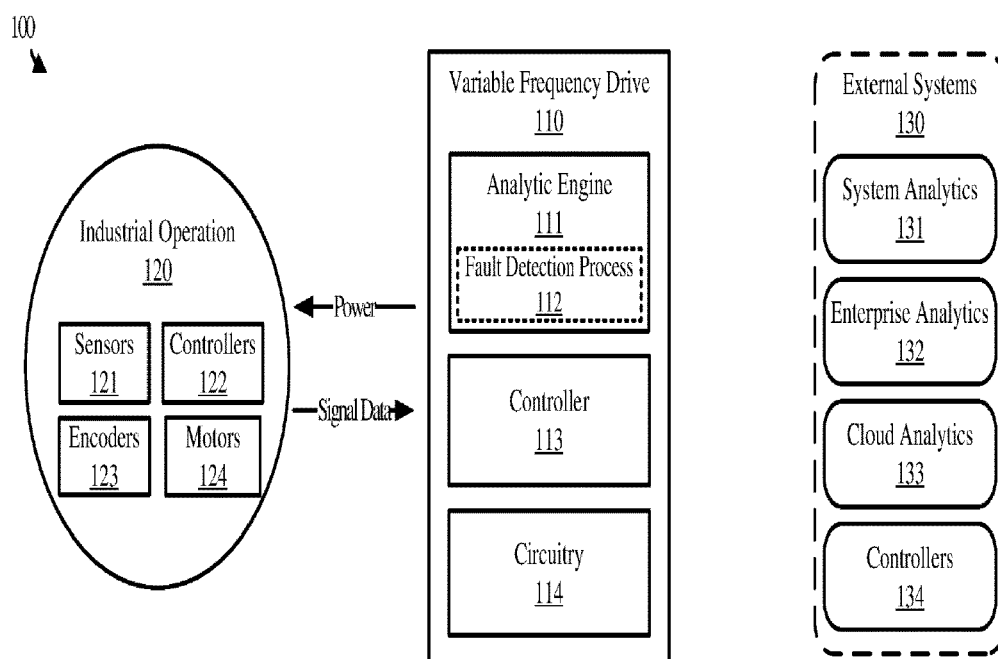 100
Industrial Operation
120
Sensors
121
Controllers
122
Encoders
123
Motors
124
Power
Signal Data
Variable Frequency Drive
110
Analytic Engine
111
Fault Detection Process
112
Controller
113
Circuitry
114
External Systems
130
System Analytics
131
Enterprise Analytics
132
Cloud Analytics
133
Controllers
134